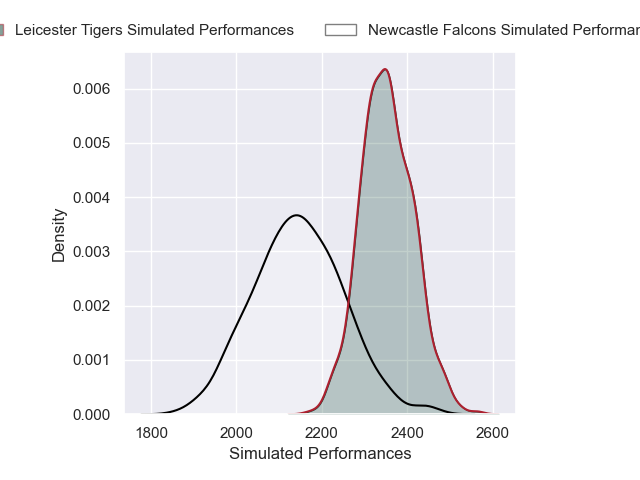 Leicester Tigers Simulated Performances Newcastle Falcons Simulated
0.006
0.005
0.004
0.003
0.002
0.001
0.000
Density
1800 2000 2200 2400 2600
Simulated Performances